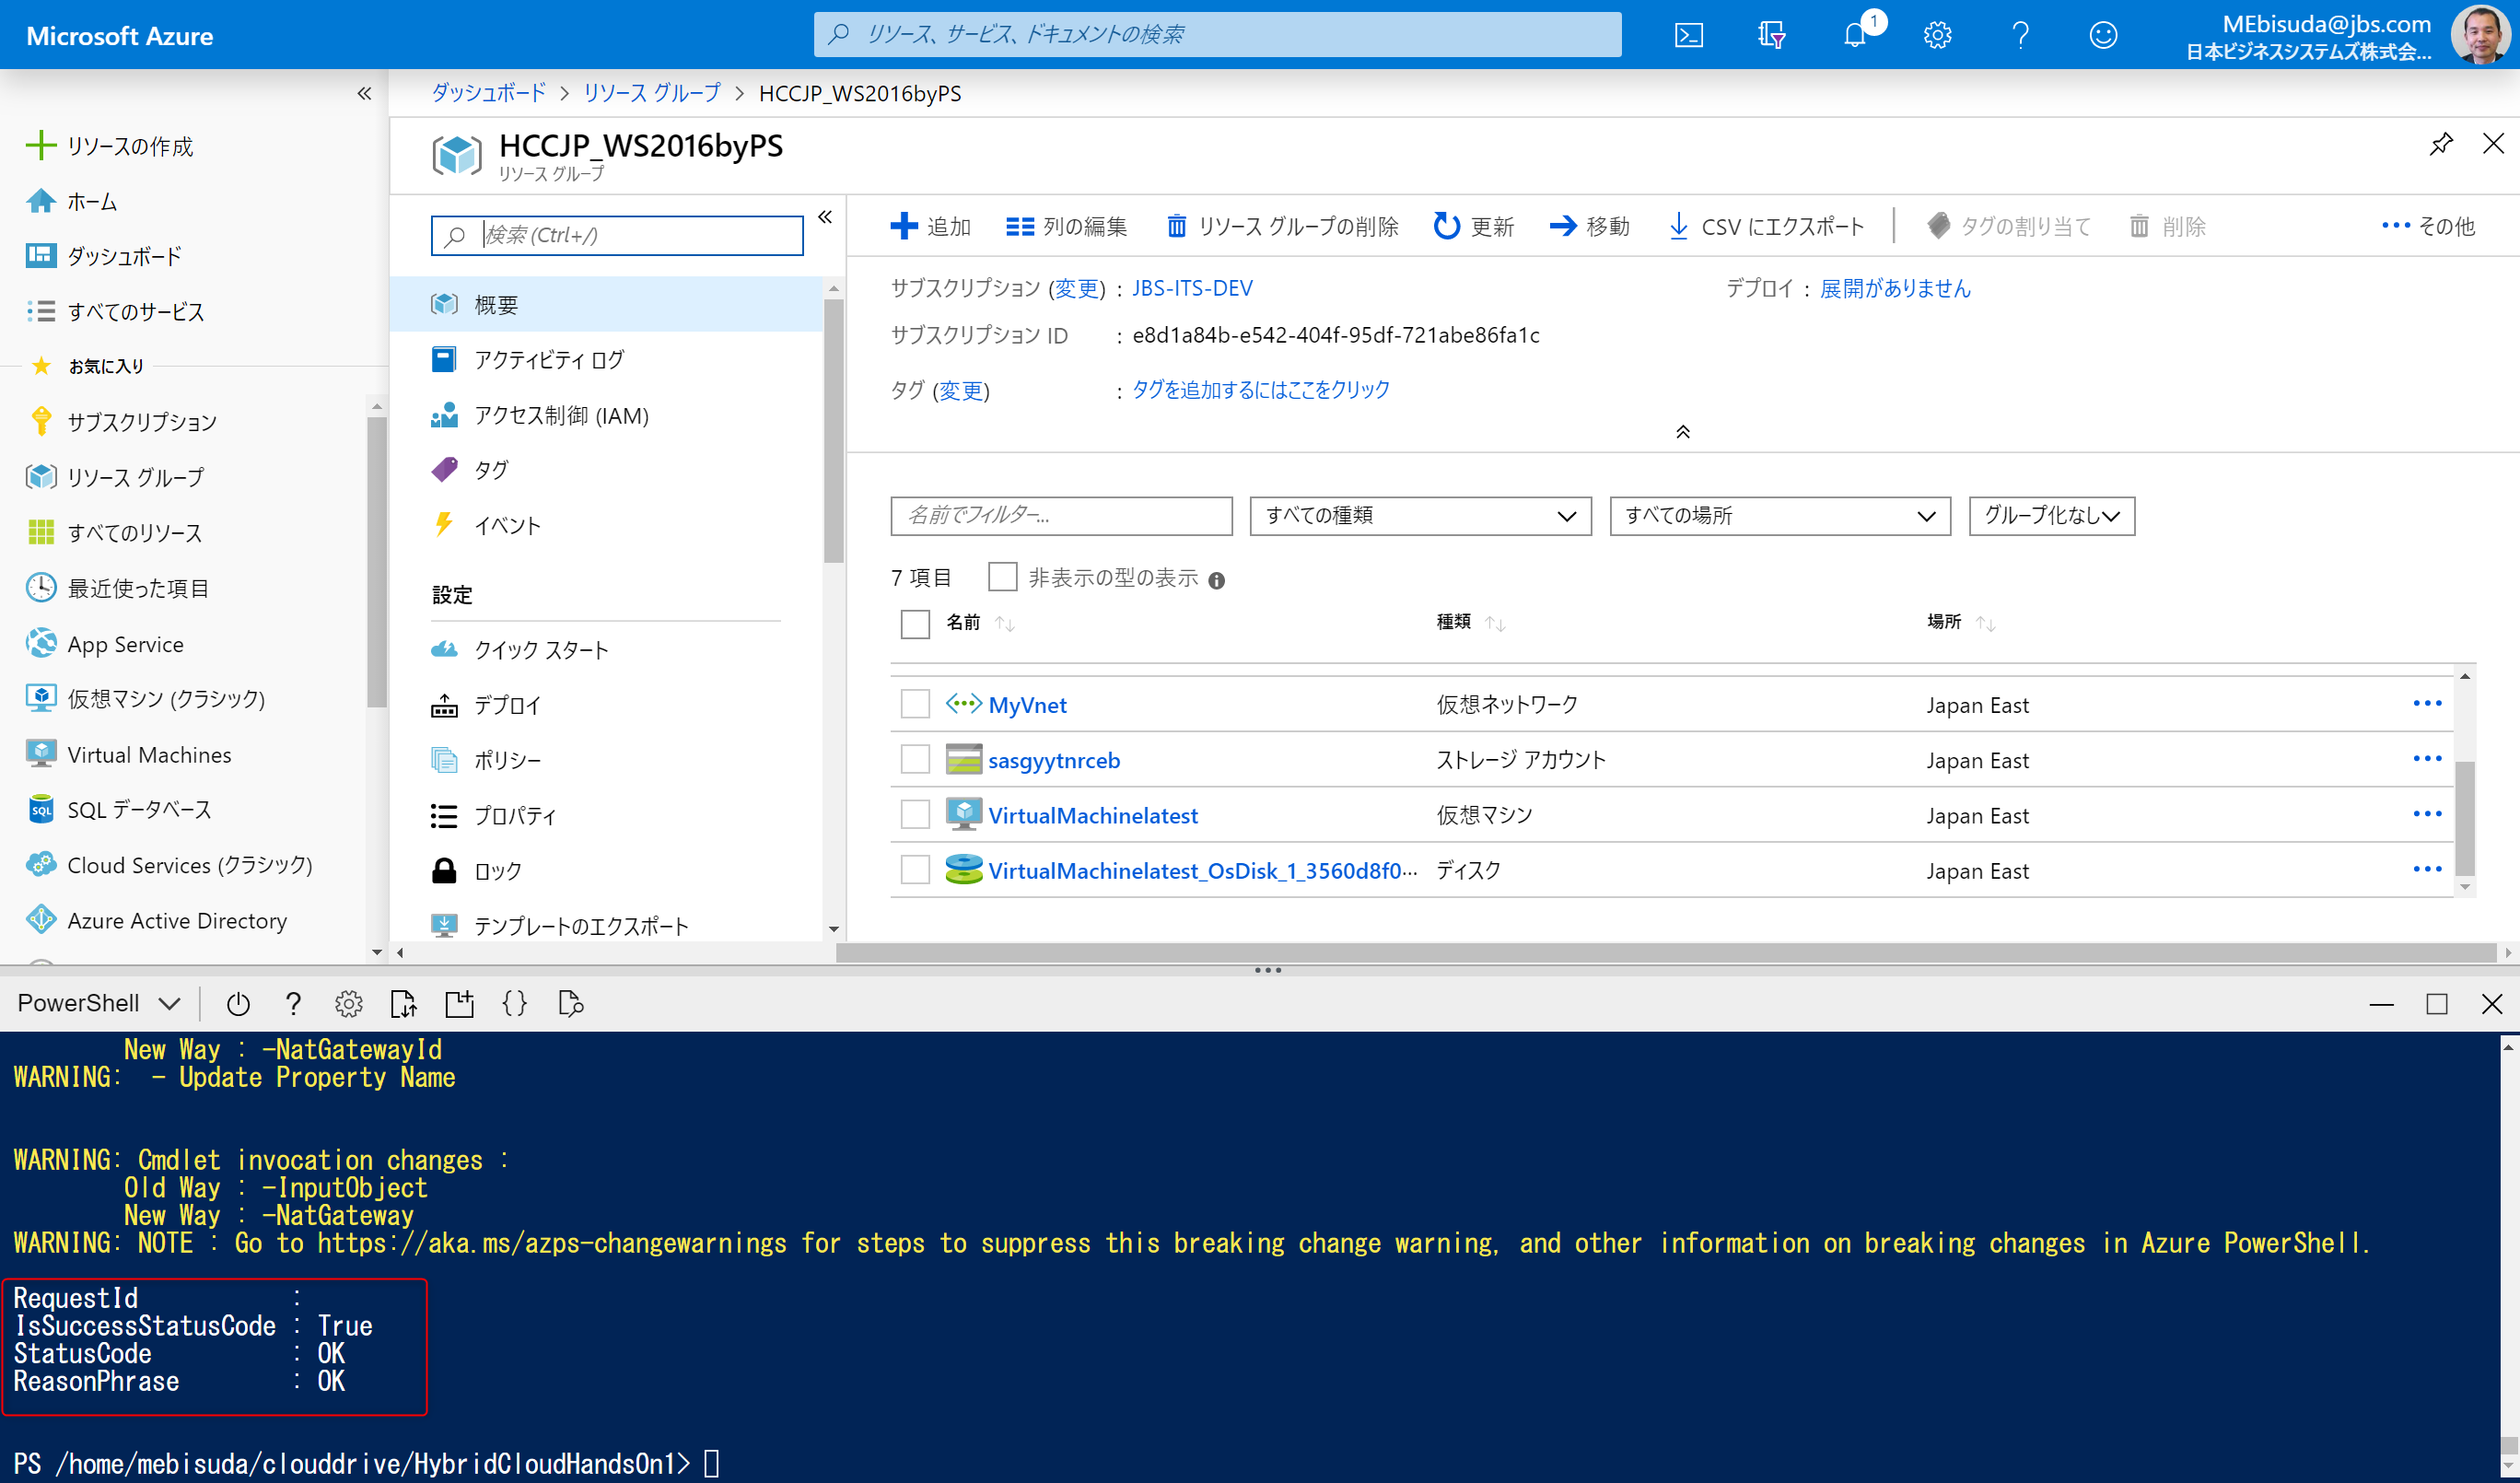 Microsoft Azure
リソース、サービス、ドキュメントの検索
1
MEbisuda@jbs.com
日本ビジネスシステムズ株式会...
リソースの作成
ホーム
ダッシュボード
すべてのサービス
お気に入り
サブスクリプション
リソース グループ
すべてのリソース
最近使った項目
App Service
仮想マシン (クラシック)
Virtual Machines
SQL データベース
Cloud Services (クラシック)
Azure Active Directory
ダッシュボード > リソース グループ > HCCJP_WS2016byPS
HCCJP_WS2016byPS
リソース グループ
検索 (Ctrl+/)
概要
アクティビティ ログ
アクセス制御 (IAM)
タグ
イベント
設定
クイック スタート
デプロイ
ポリシー
プロパティ
ロック
テンプレートのエクスポート
追加 列の編集 リソース グループの削除 更新 移動 CSV にエクスポート タグの割り当て 削除 その他
サブスクリプション (変更) : JBS-ITS-DEV デプロイ : 展開がありません
サブスクリプション ID : e8d1a84b-e542-404f-95df-721abe86fa1c
タグ (変更) : タグを追加するにはここをクリック
名前でフィルター... すべての種類 すべての場所 グループ化なし
7 項目 非表示の型の表示
名前 種類 場所
MyVnet 仮想ネットワーク Japan East
sasgyytnrceb ストレージ アカウント Japan East
VirtualMachinelatest 仮想マシン Japan East
VirtualMachinelatest_OsDisk_1_3560d8f0... ディスク Japan East
PowerShell
New Way : -NatGatewayId
WARNING:  - Update Property Name
WARNING: Cmdlet invocation changes :
Old Way : -InputObject
New Way : -NatGateway
WARNING: NOTE : Go to https://aka.ms/azps-changewarnings for steps to suppress this breaking change warning, and other information on breaking changes in Azure PowerShell.
RequestId :
IsSuccessStatusCode : True
StatusCode : OK
ReasonPhrase : OK
PS /home/mebisuda/clouddrive/HybridCloudHandsOn1>